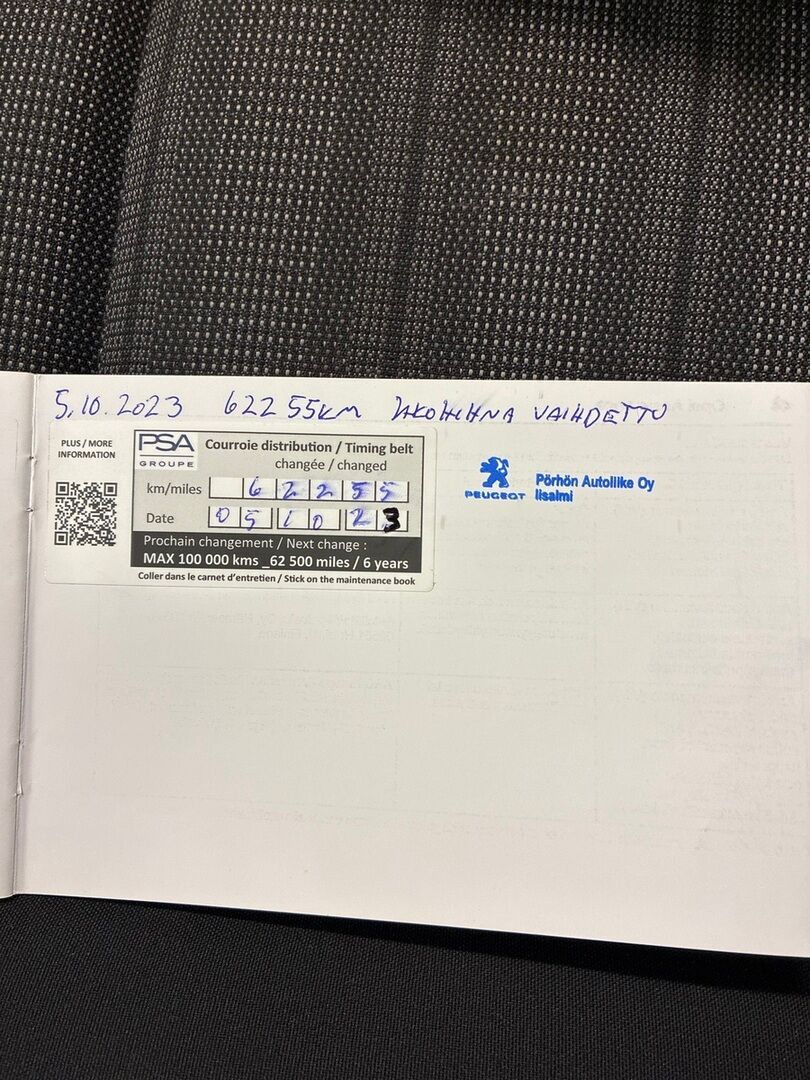 5.10.2023 62255km JAKOHIHNA VAIHDETTU
PLUS / MORE
INFORMATION
PSA
GROUPE
Courroie distribution / Timing belt
changée / changed
km/miles 6 2 2 5 5
Date 0 5 1 0 2 3
Prochain changement / Next change :
MAX 100 000 kms _62 500 miles / 6 years
Coller dans le carnet d'entretien / Stick on the maintenance book
PEUGEOT
Pörhön Autoliike Oy
Iisalmi